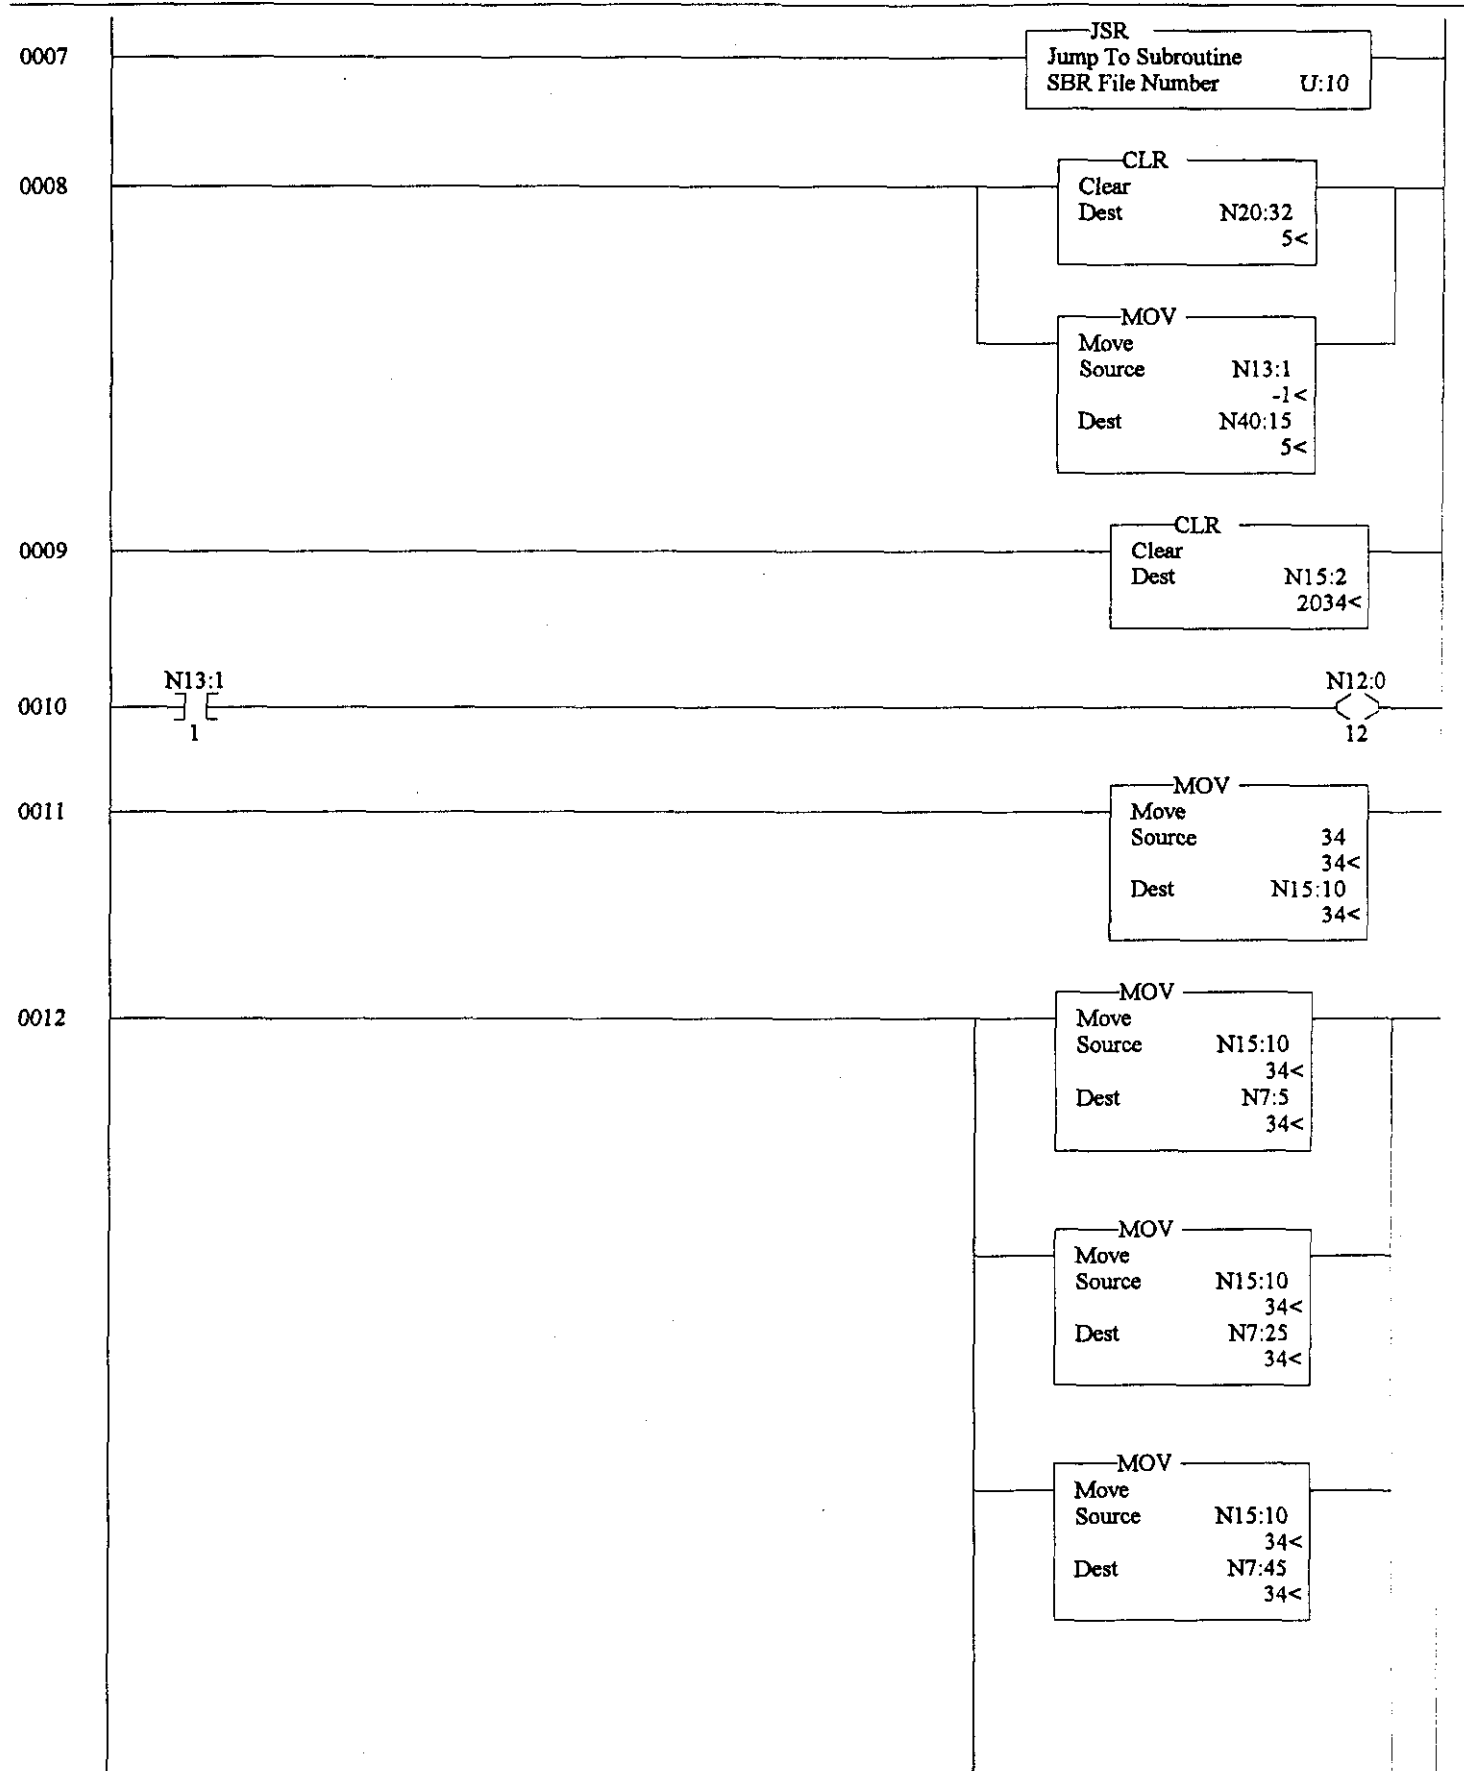 JSR
0007
Jump To Subroutine
SBR File Number U:10
CLR
0008
Clear
Dest N20:32
5<
MOV
Move
Source N13:1
-1<
Dest N40:15
5<
CLR
0009
Clear
Dest N15:2
2034<
N13:1 N12:0
0010
1 12
MOV
0011
Move
Source 34
34<
Dest N15:10
34<
MOV
0012 Move
Source N15:10
34<
Dest N7:5
34<
MOV
Move
Source N15:10
34<
Dest N7:25
34<
MOV
Move
Source N15:10
34<
Dest N7:45
34<